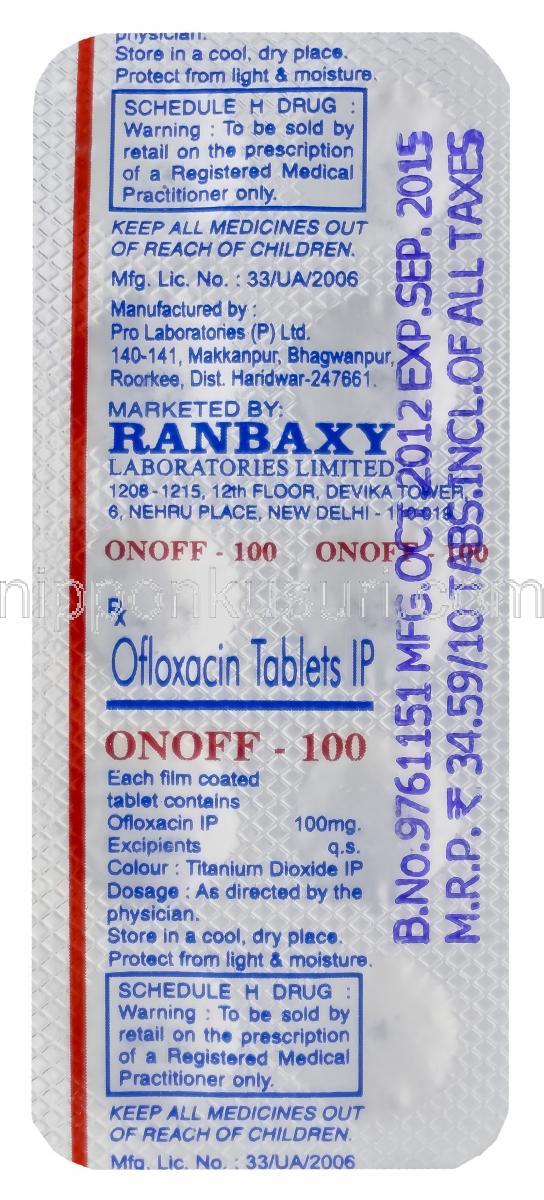 physician.
Store in a cool, dry place.
Protect from light & moisture.
SCHEDULE H DRUG :
Warning : To be sold by
retail on the prescription
of a Registered Medical
Practitioner only.
KEEP ALL MEDICINES OUT
OF REACH OF CHILDREN.
Mfg. Lic. No. : 33/UA/2006
Manufactured by :
Pro Laboratories (P) Ltd.
140-141, Makkanpur, Bhagwanpur,
Roorkee, Dist. Haridwar-247661.
MARKETED BY:
RANBAXY
LABORATORIES LIMITED
1208 - 1215, 12th FLOOR, DEVIKA TOWER,
6, NEHRU PLACE, NEW DELHI - 110 019
ONOFF - 100 ONOFF - 100
nipponkusuri.com
Rx
Ofloxacin Tablets IP
ONOFF - 100
Each film coated
tablet contains
Ofloxacin IP 100mg.
Excipients q.s.
Colour : Titanium Dioxide IP
Dosage : As directed by the
physician.
Store in a cool, dry place.
Protect from light & moisture.
SCHEDULE H DRUG :
Warning : To be sold by
retail on the prescription
of a Registered Medical
Practitioner only.
KEEP ALL MEDICINES OUT
OF REACH OF CHILDREN.
Mfg. Lic. No. : 33/UA/2006
B.No.9761151 MFG.OCT.2012 EXP.SEP.2015
M.R.P.₹34.59/10TABS.INCL.OF ALL TAXES